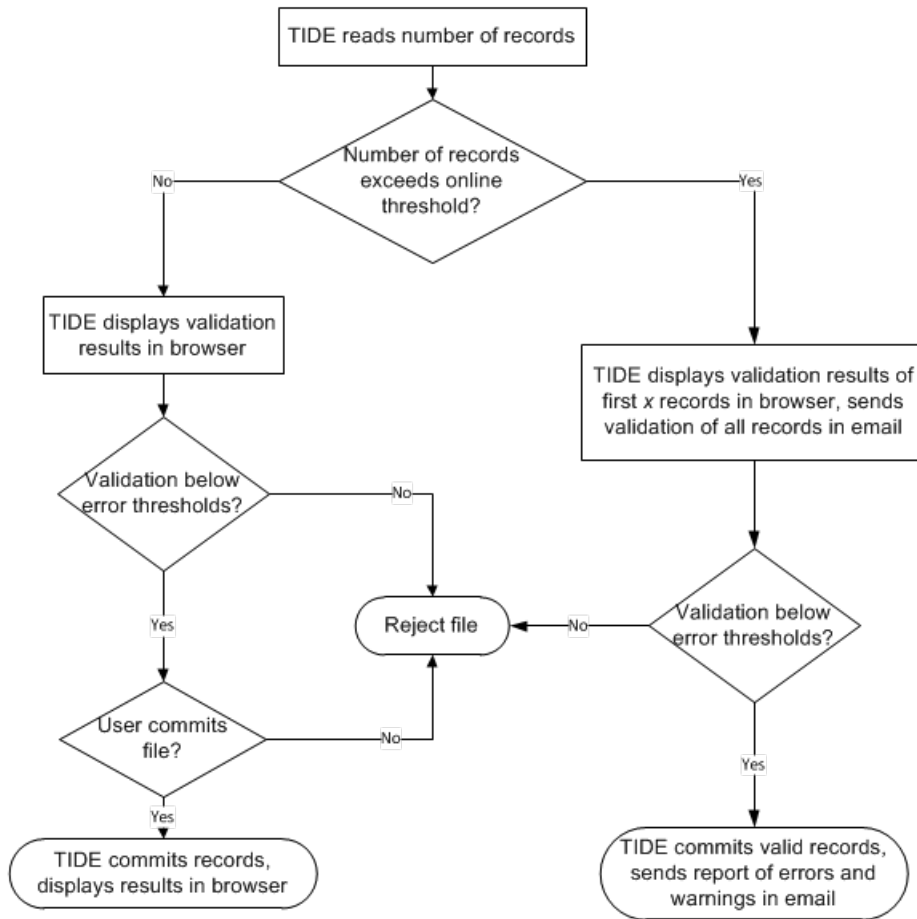 TIDE reads number of records
Number of records
exceeds online
threshold?
No
Yes
TIDE displays validation
results in browser
TIDE displays validation results of
first x records in browser, sends
validation of all records in email
Validation below
error thresholds?
No
Yes
Reject file
No
Validation below
error thresholds?
User commits
file?
No
Yes
Yes
TIDE commits records,
displays results in browser
TIDE commits valid records,
sends report of errors and
warnings in email